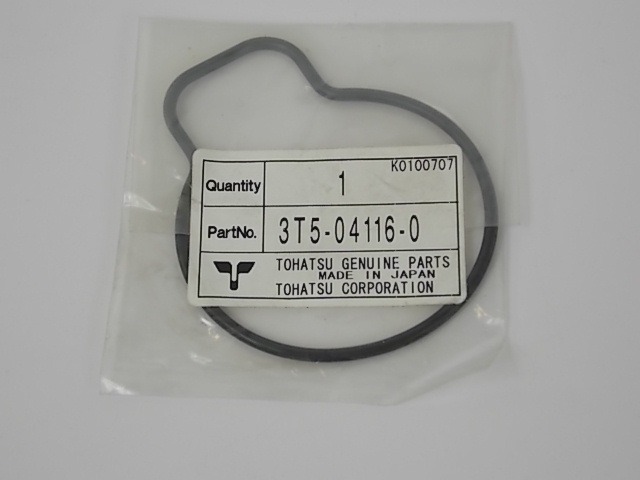 K0100707
Quantity 1
PartNo. 3T5-04116-0
TOHATSU GENUINE PARTS
MADE IN JAPAN
TOHATSU CORPORATION